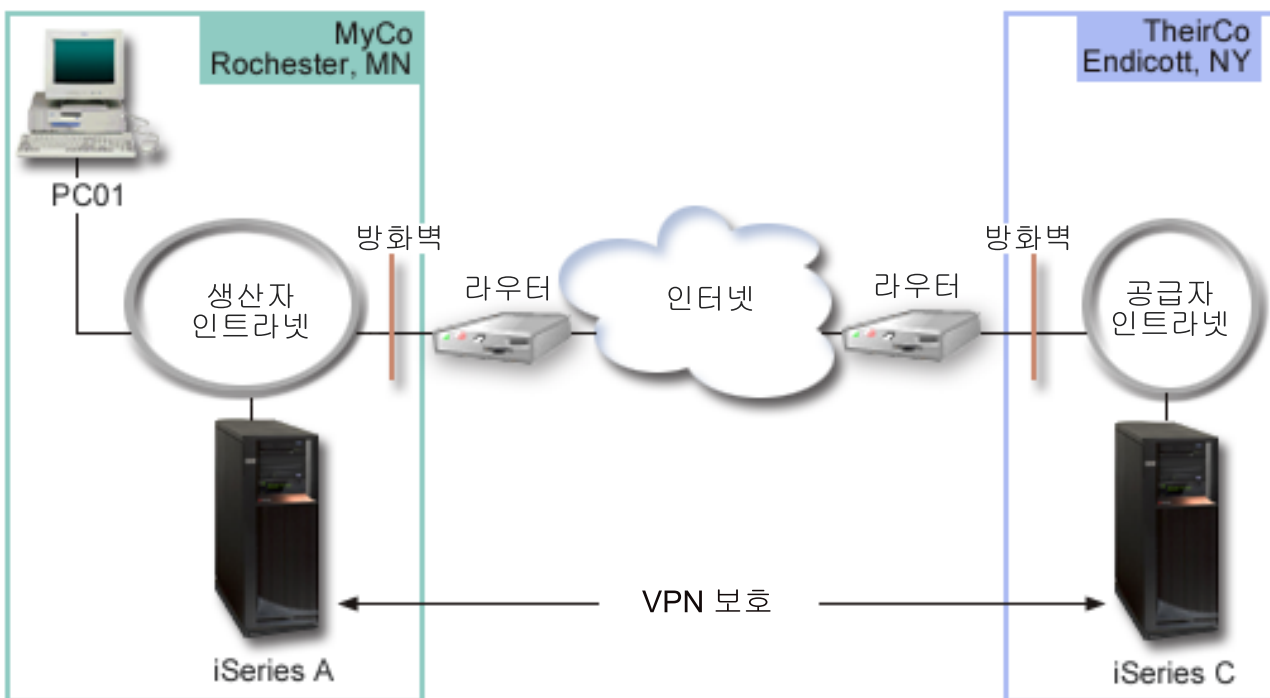 MyCo
Rochester, MN
TheirCo
Endicott, NY
PC01
방화벽
방화벽
라우터
라우터
생산자
인트라넷
인터넷
공급자
인트라넷
VPN 보호
iSeries A
iSeries C